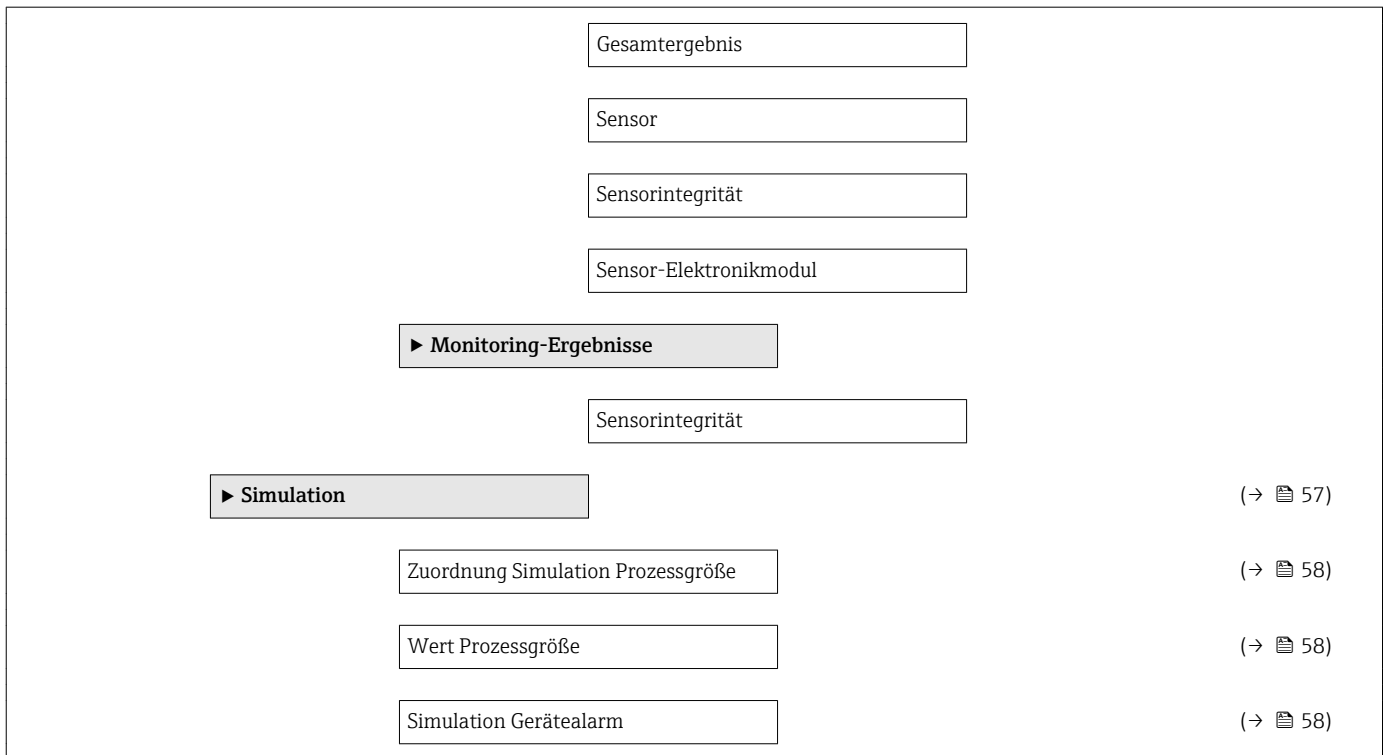 Gesamtergebnis
Sensor
Sensorintegrität
Sensor-Elektronikmodul
▶ Monitoring-Ergebnisse
Sensorintegrität
▶ Simulation (→ 🖹 57)
Zuordnung Simulation Prozessgröße (→ 🖹 58)
Wert Prozessgröße (→ 🖹 58)
Simulation Gerätealarm (→ 🖹 58)